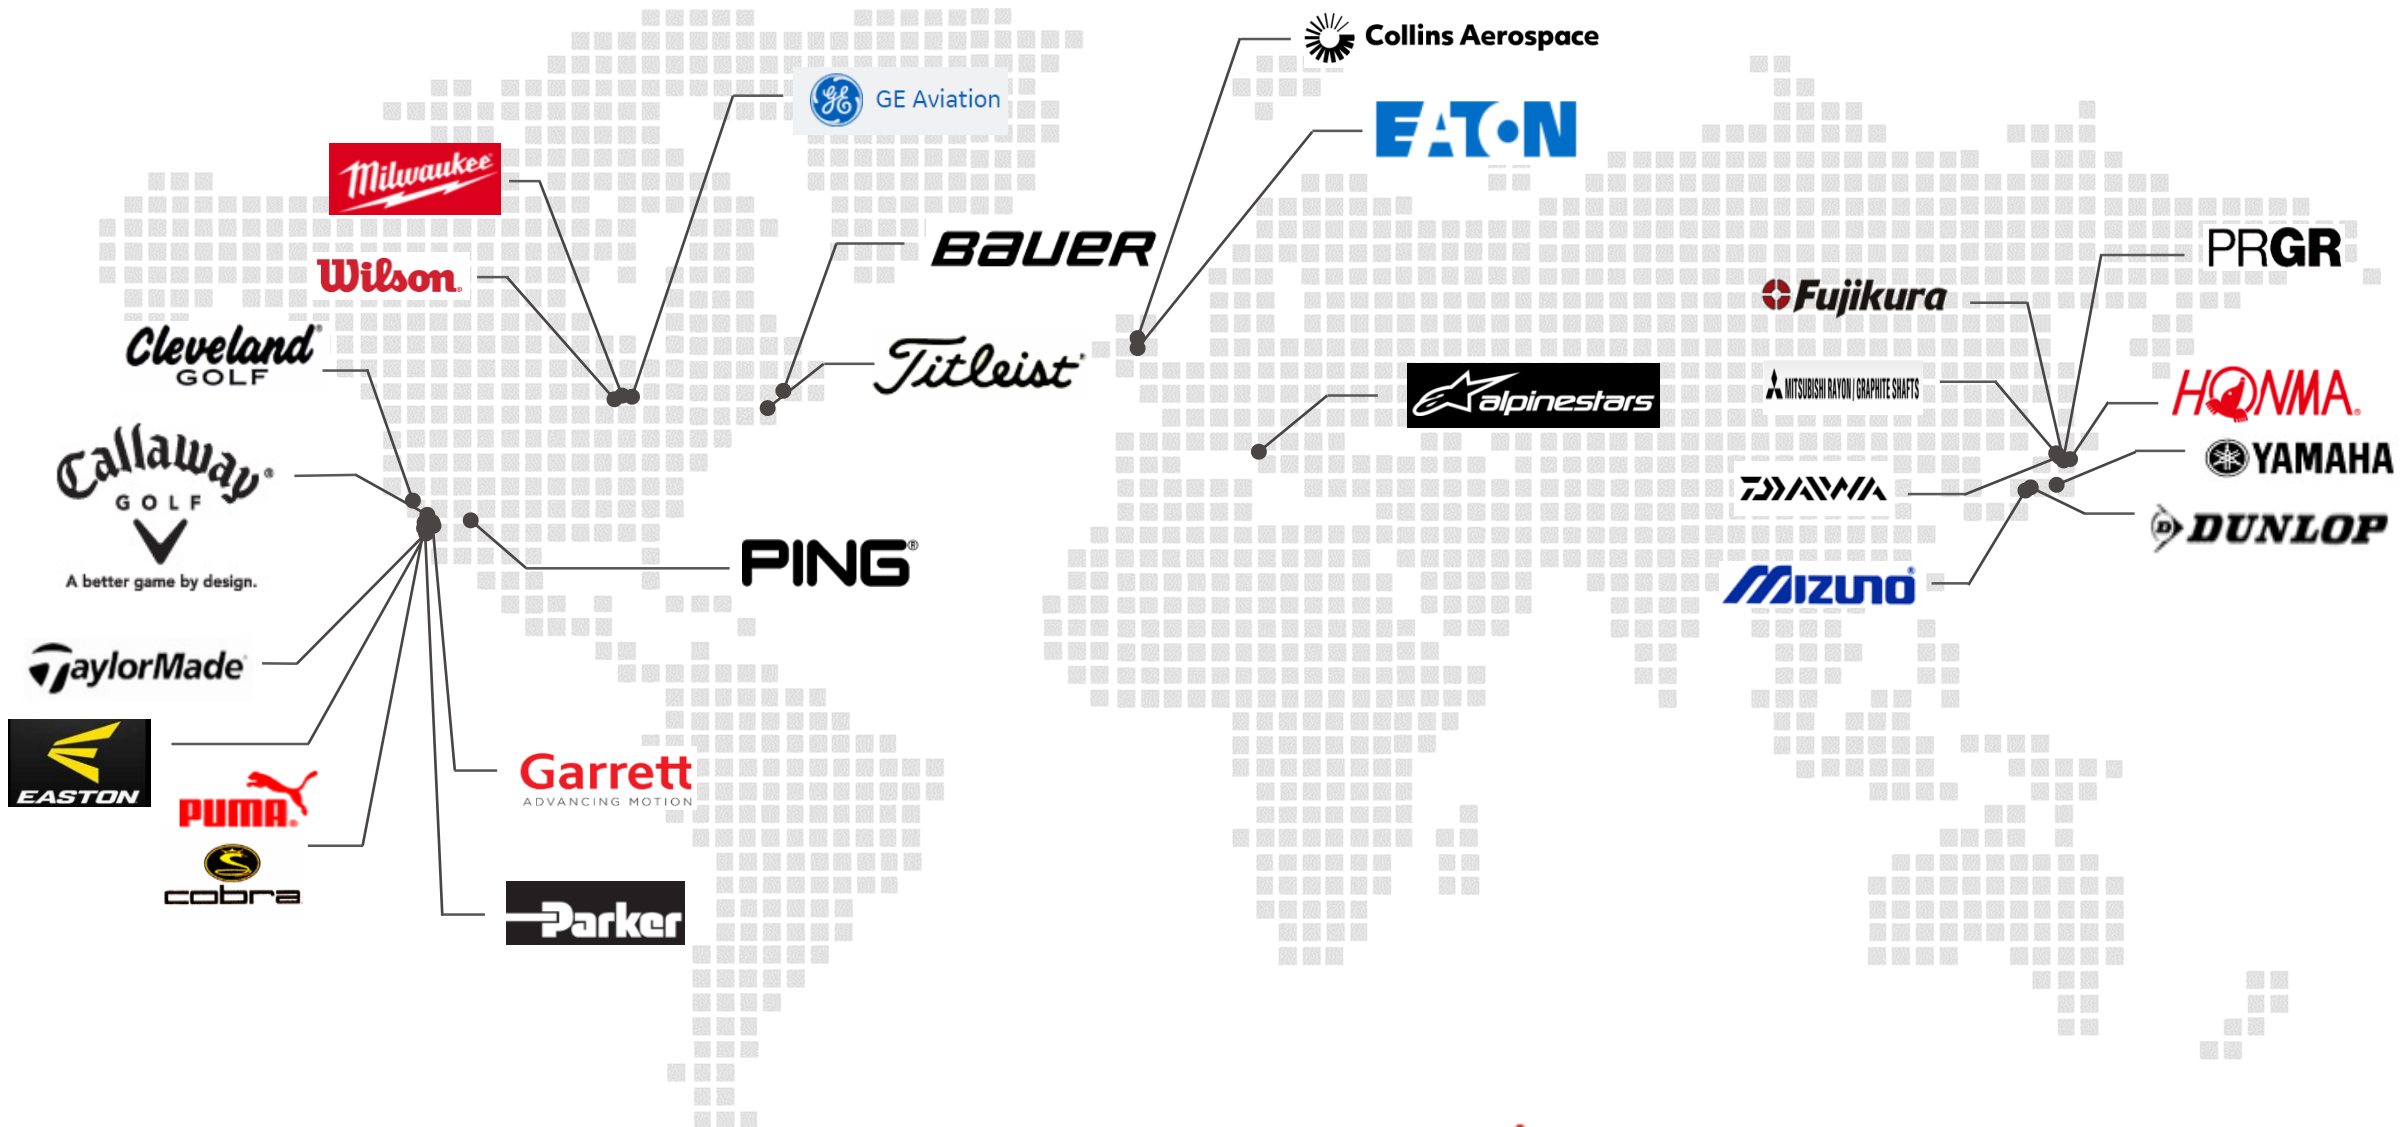 Collins Aerospace
GE Aviation
EATON
Milwaukee
BAUER
PRGR
Wilson
Fujikura
Cleveland
GOLF
Titleist
alpinestars
MITSUBISHI RAYON / GRAPHITE SHAFTS
HONMA
Callaway
GOLF
A better game by design.
YAMAHA
DAIWA
DUNLOP
PING
MIZUNO
TaylorMade
EASTON
PUMA
cobra
Garrett
ADVANCING MOTION
Parker